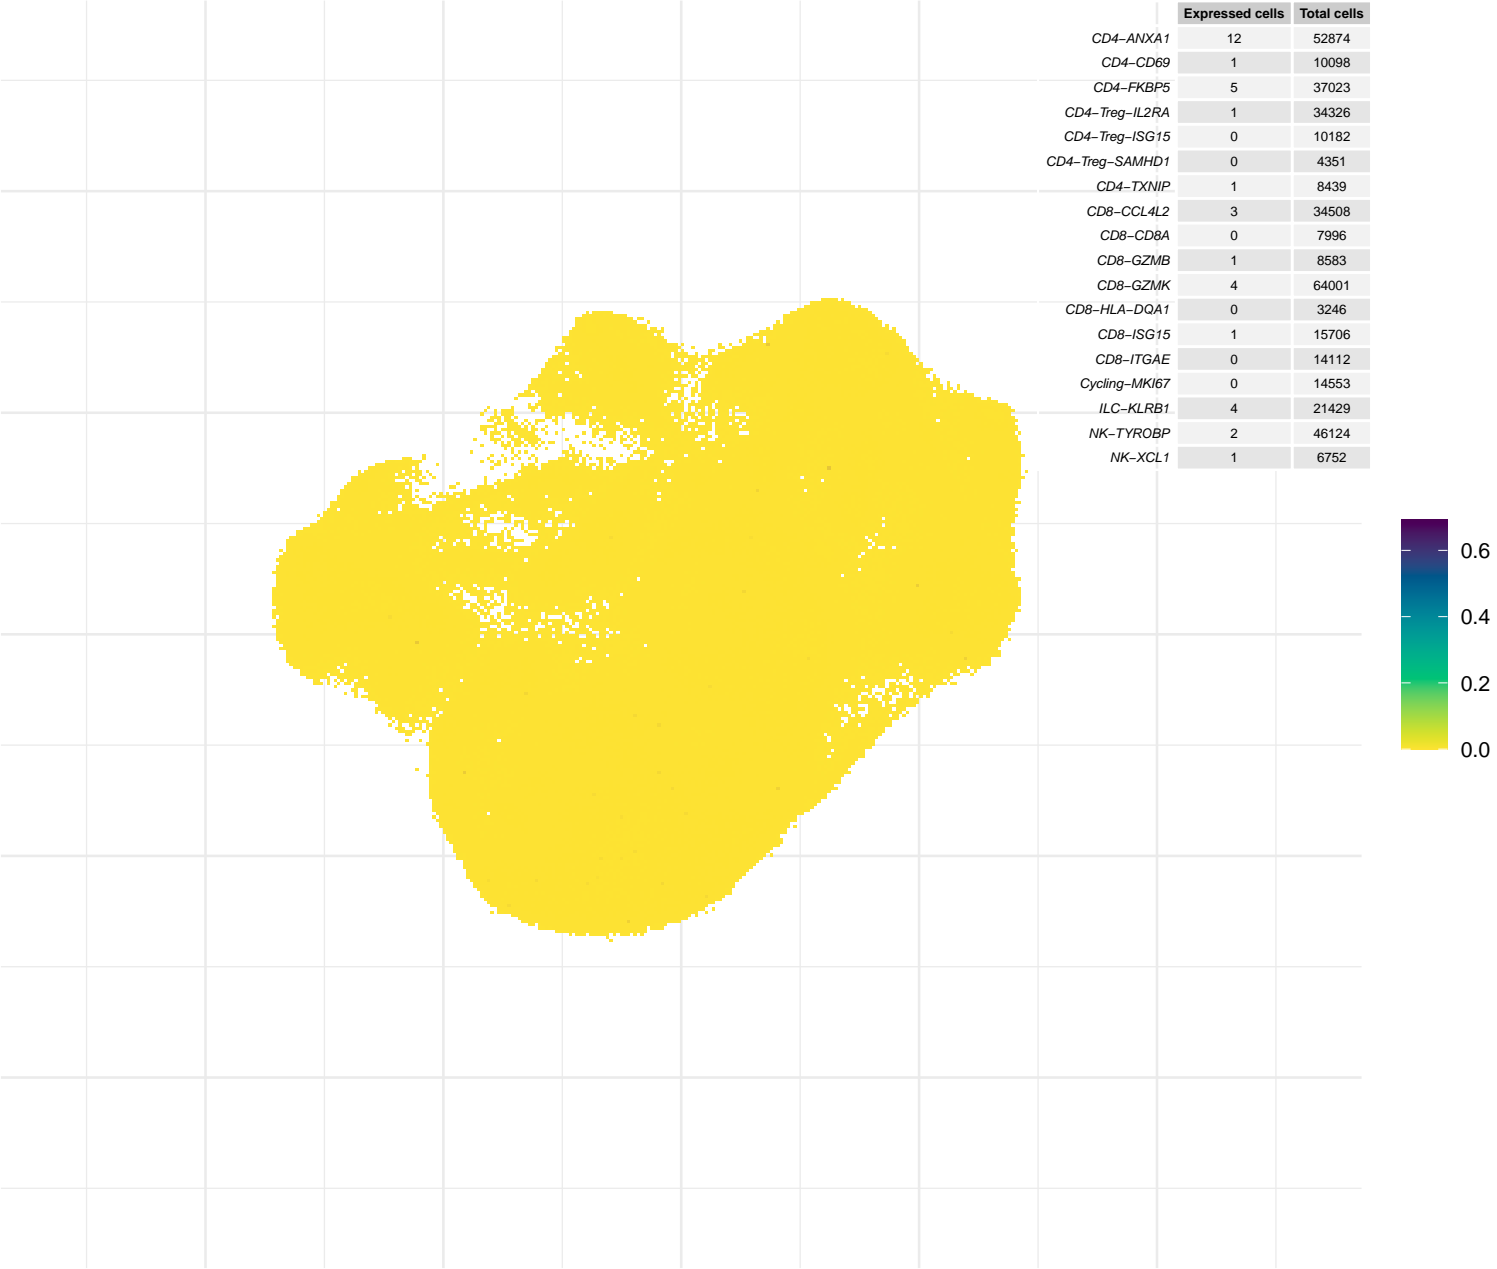 Expressed cells Total cells
CD4−ANXA1 12 52874
CD4−CD69 1 10098
CD4−FKBP5 5 37023
CD4−Treg−IL2RA 1 34326
CD4−Treg−ISG15 0 10182
CD4−Treg−SAMHD1 0 4351
CD4−TXNIP 1 8439
CD8−CCL4L2 3 34508
CD8−CD8A 0 7996
CD8−GZMB 1 8583
CD8−GZMK 4 64001
CD8−HLA−DQA1 0 3246
CD8−ISG15 1 15706
CD8−ITGAE 0 14112
Cycling−MKI67 0 14553
ILC−KLRB1 4 21429
NK−TYROBP 2 46124
NK−XCL1 1 6752
0.6
0.4
0.2
0.0